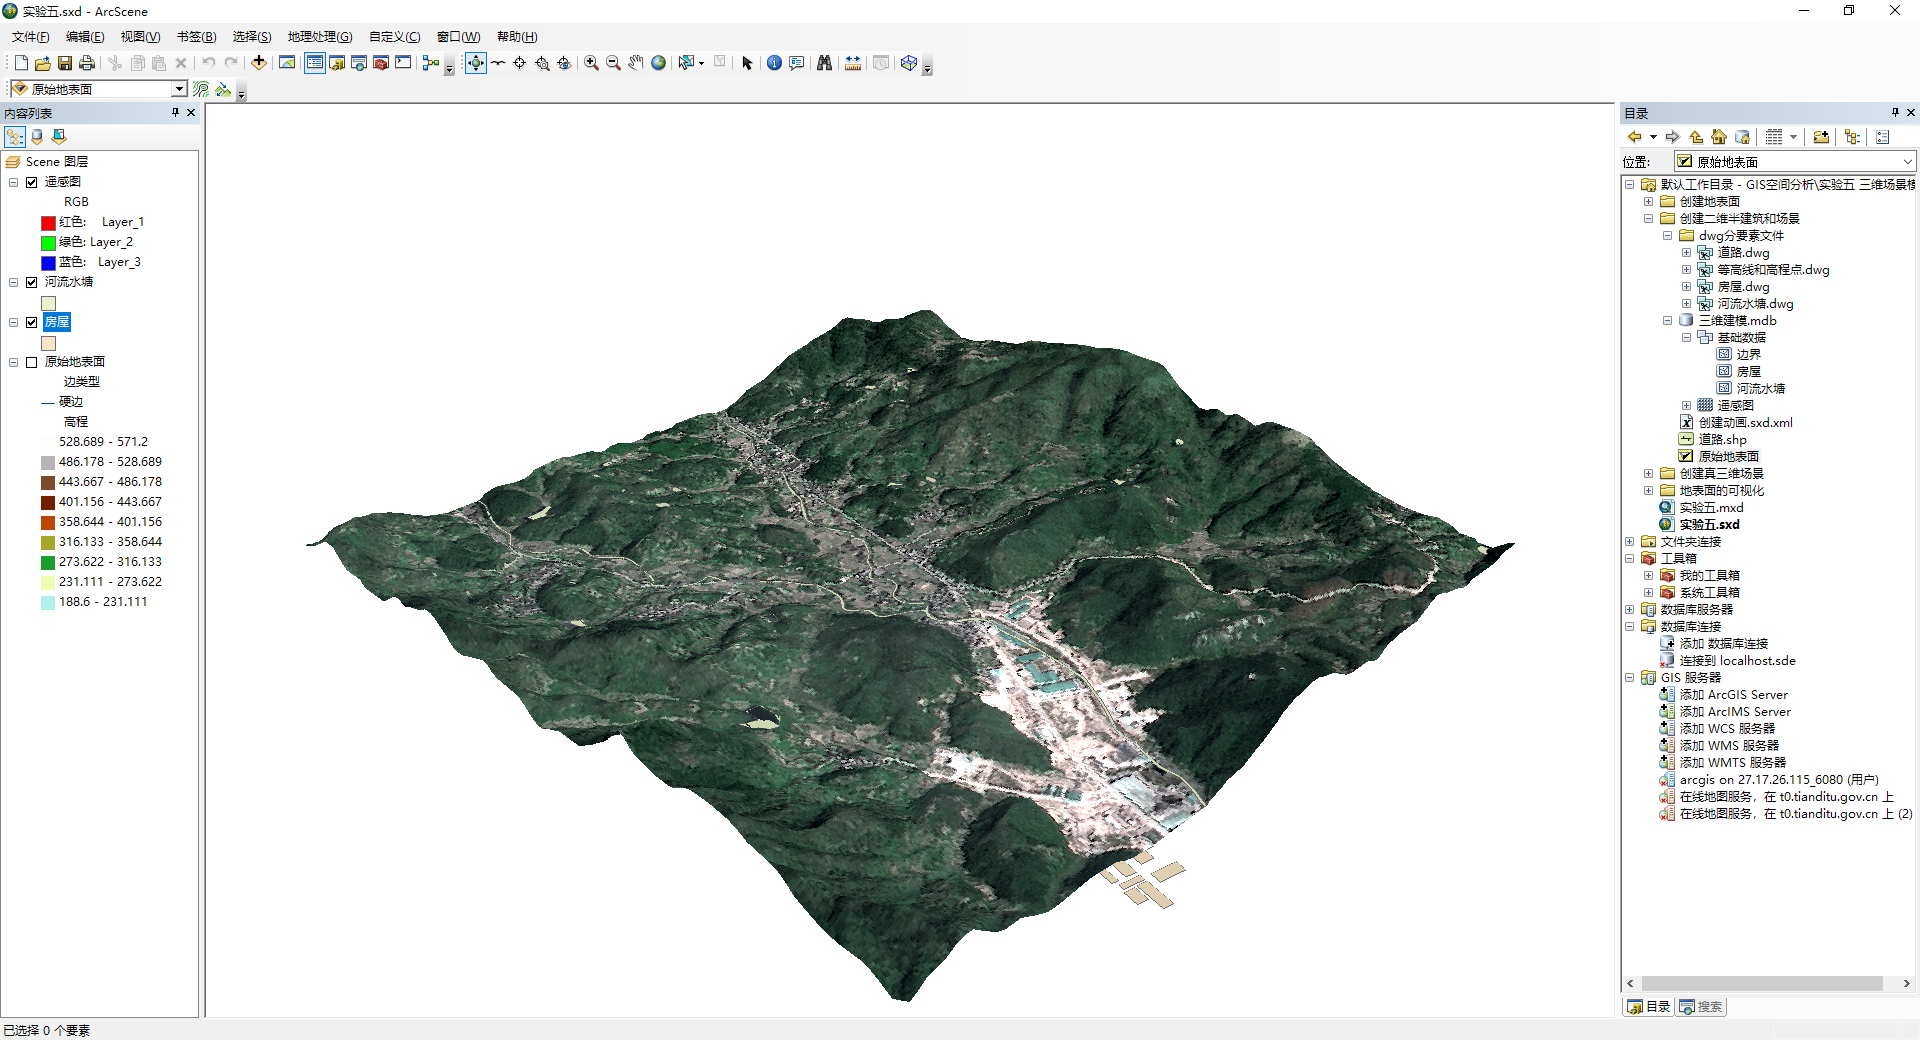 实验五.sxd - ArcScene
文件(F) 编辑(E) 视图(V) 书签(B) 选择(S) 地理处理(G) 自定义(C) 窗口(W) 帮助(H)
原始地表面
内容列表
Scene 图层
遥感图
RGB
红色: Layer_1
绿色: Layer_2
蓝色: Layer_3
河流水塘
房屋
原始地表面
边类型
硬边
高程
528.689 - 571.2
486.178 - 528.689
443.667 - 486.178
401.156 - 443.667
358.644 - 401.156
316.133 - 358.644
273.622 - 316.133
231.111 - 273.622
188.6 - 231.111
目录
位置: 原始地表面
默认工作目录 - GIS空间分析\实验五 三维场景
创建地表面
创建二维半建筑和场景
dwg分要素文件
道路.dwg
等高线和高程点.dwg
房屋.dwg
河流水塘.dwg
三维建模.mdb
基础数据
边界
房屋
河流水塘
遥感图
创建动画.sxd.xml
道路.shp
原始地表面
创建真三维场景
地表面的可视化
实验五.mxd
实验五.sxd
文件夹连接
工具箱
我的工具箱
系统工具箱
数据库服务器
数据库连接
添加 数据库连接
连接到 localhost.sde
GIS 服务器
添加 ArcGIS Server
添加 ArcIMS Server
添加 WCS 服务器
添加 WMS 服务器
添加 WMTS 服务器
arcgis on 27.17.26.115_6080 (用户)
在线地图服务，在 t0.tianditu.gov.cn 上
在线地图服务，在 t0.tianditu.gov.cn 上 (2)
目录 搜索
已选择 0 个要素